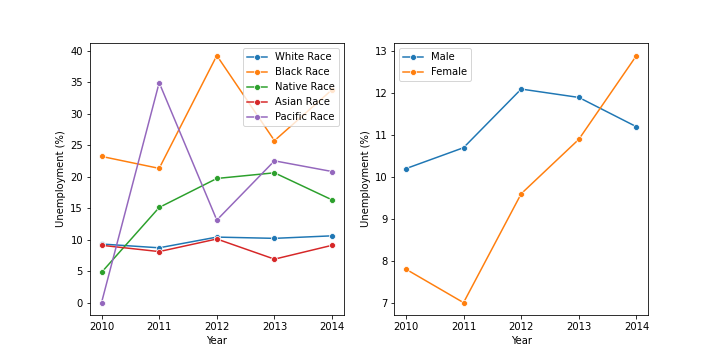 40
35
30
25
20
15
10
5
0
Unemployment (%)
2010 2011 2012 2013 2014
Year
White Race
Black Race
Native Race
Asian Race
Pacific Race
13
12
11
10
9
8
7
Unemployment (%)
2010 2011 2012 2013 2014
Year
Male
Female